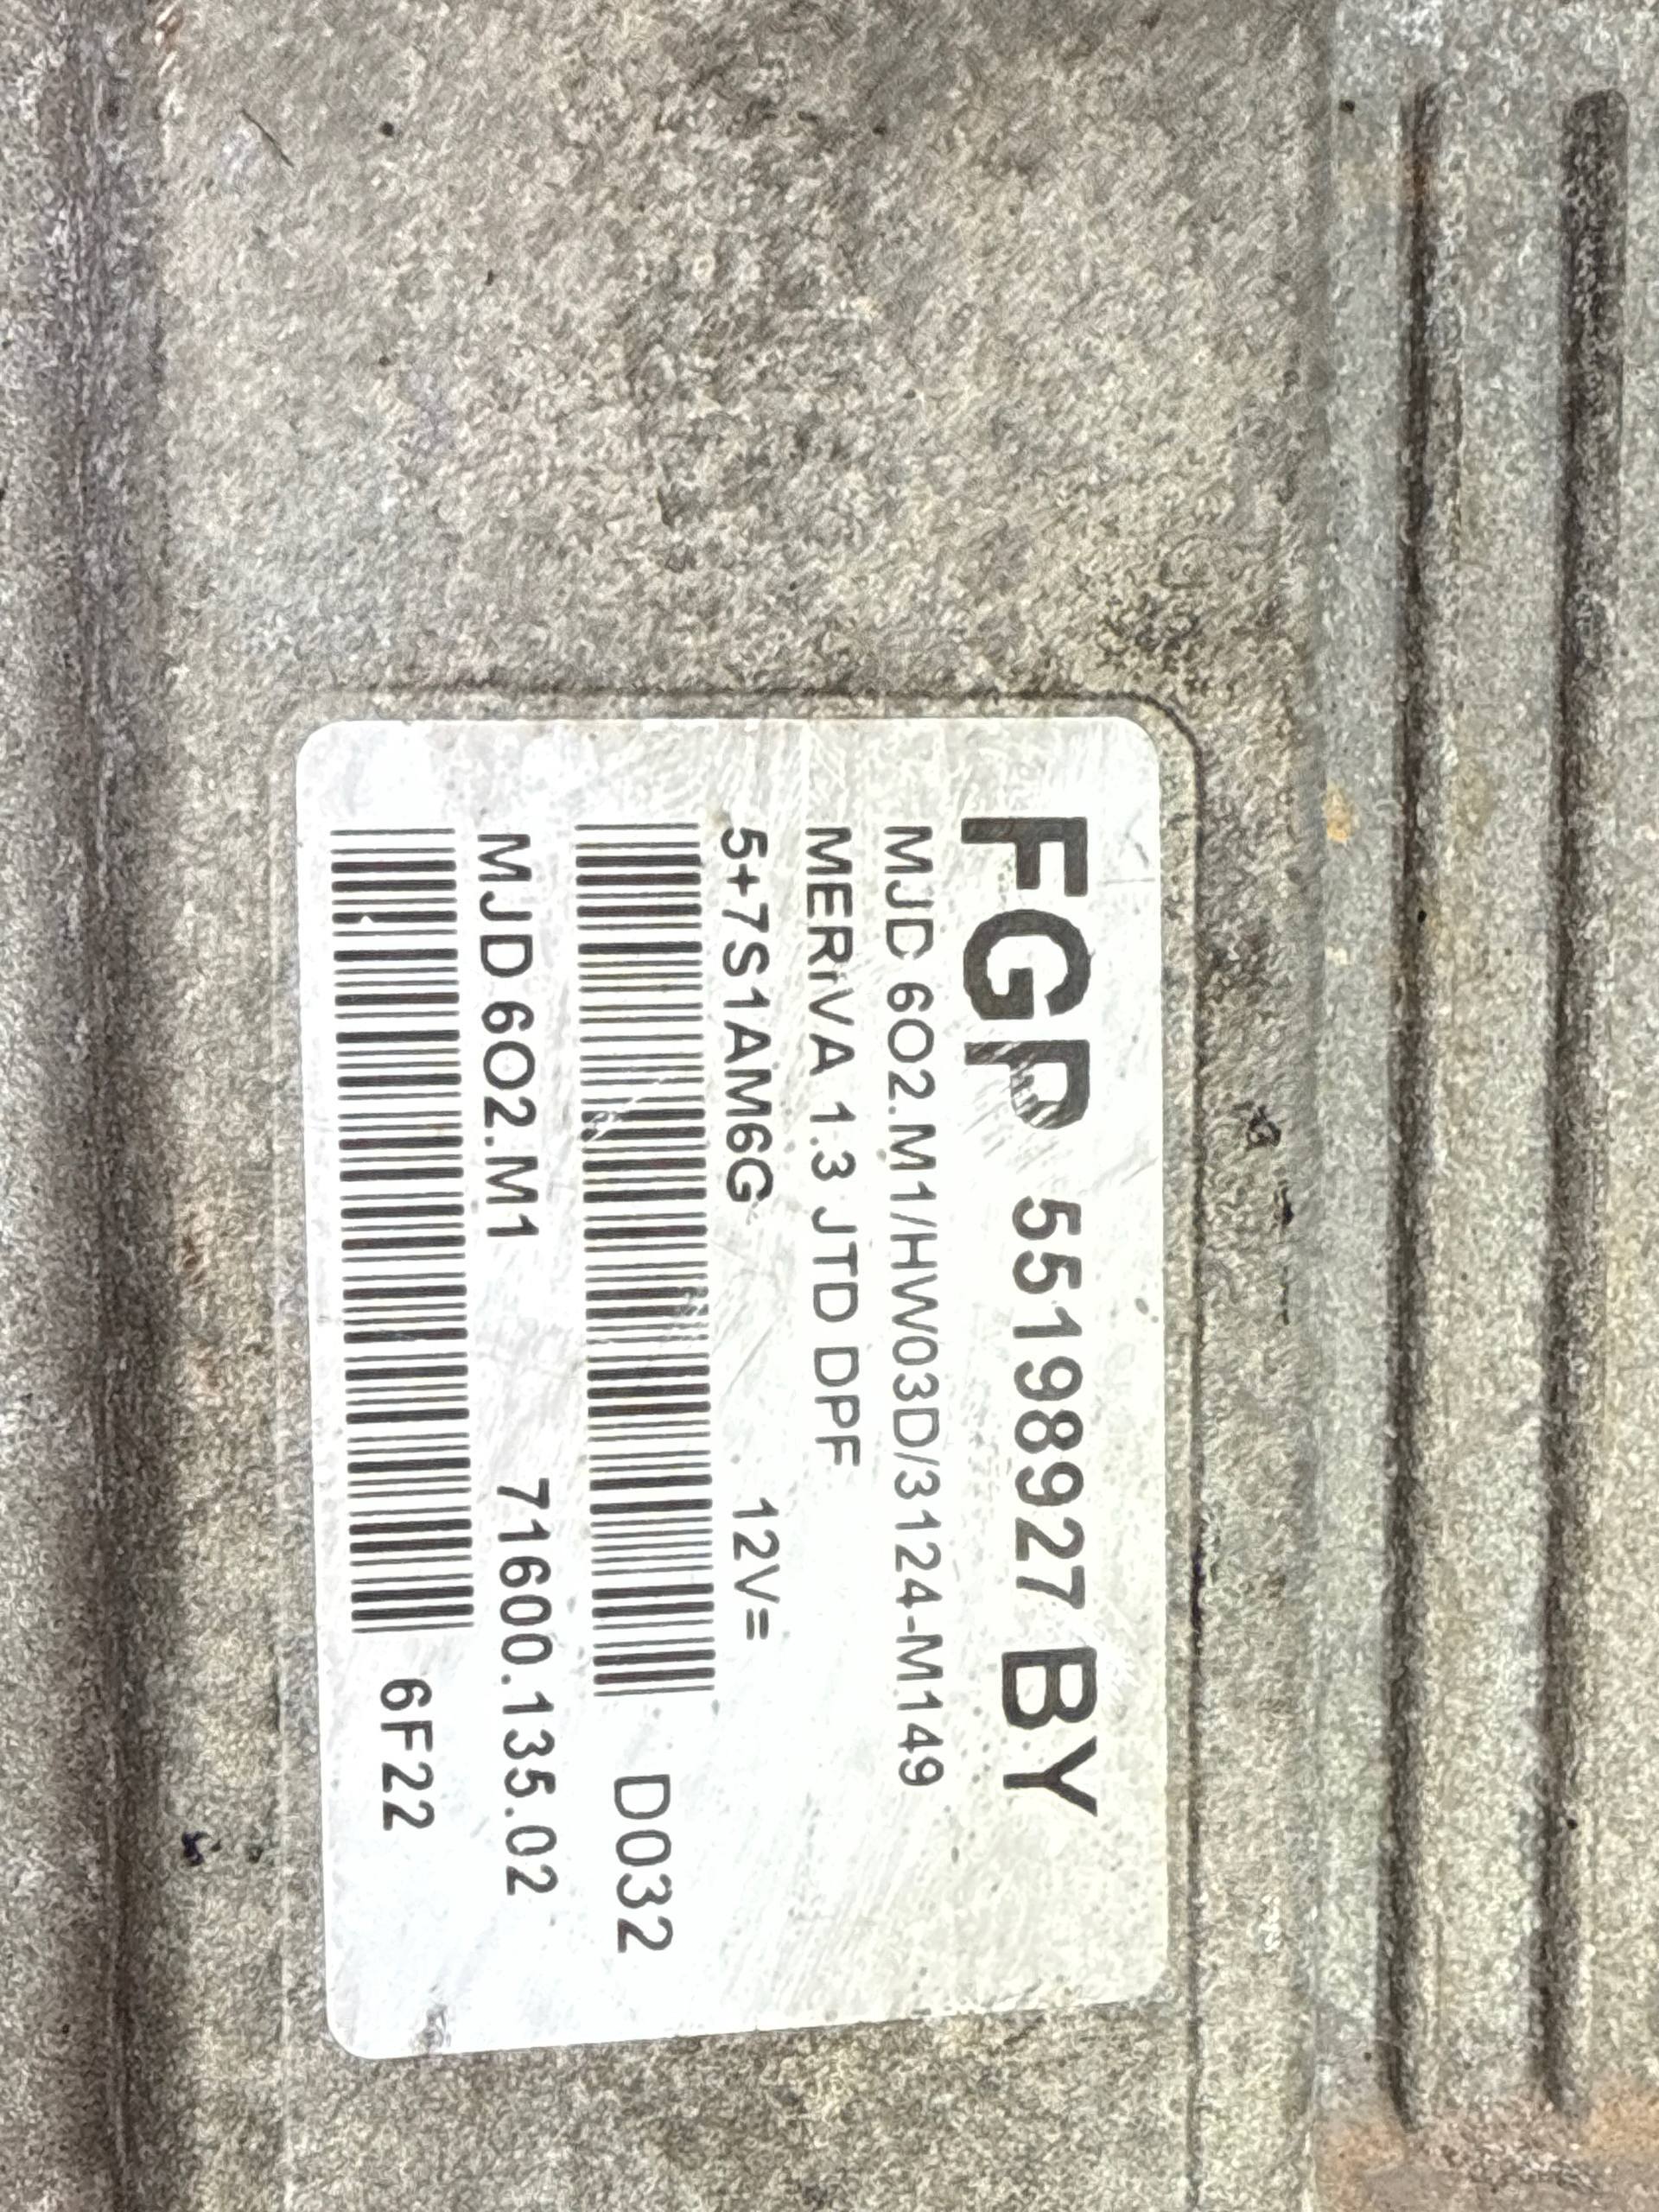 FGP 55198927 BY
MJD 6O2.M1/HW03D/3124-M149
MERIVA 1.3 JTD DPF
5+7S1AM6G 12V=
D032
MJD 6O2.M1 71600.135.02
6F22